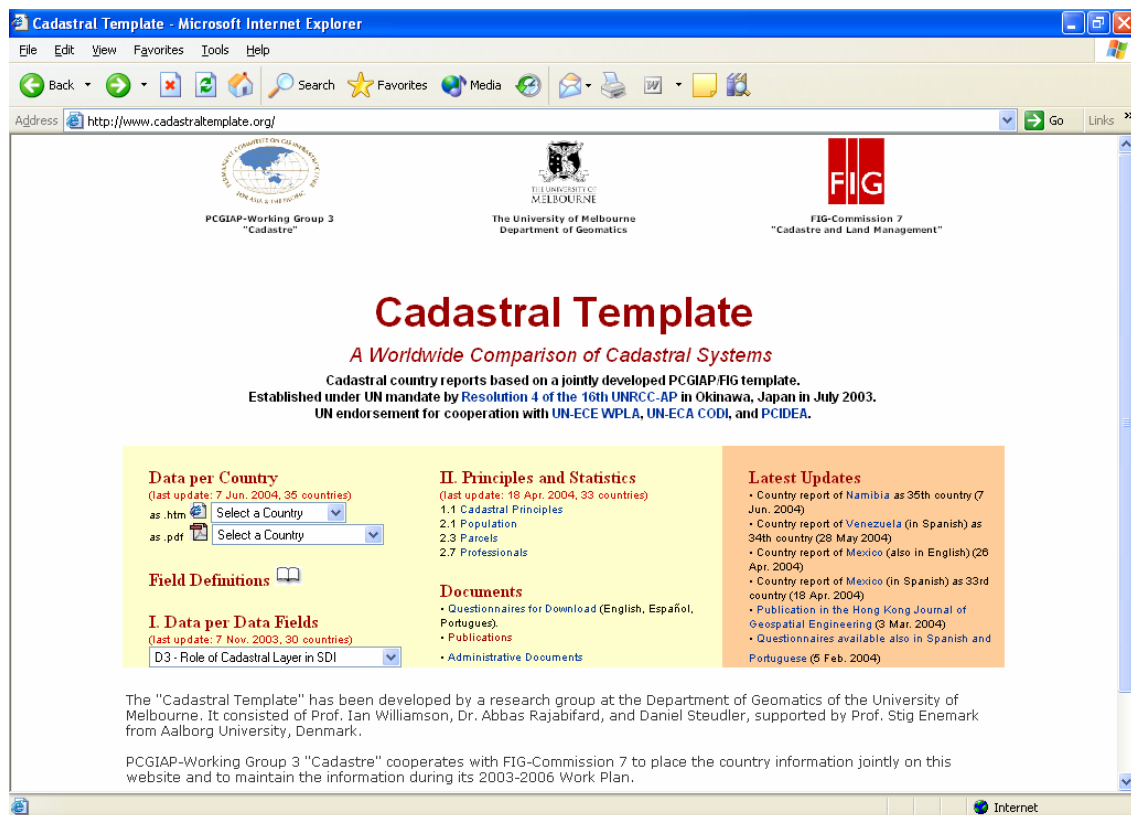 Cadastral Template - Microsoft Internet Explorer
File Edit View Favorites Tools Help
Back Search Favorites Media
Address http://www.cadastraltemplate.org/ Go Links »
PERMANENT COMMITTEE ON GIS INFRASTRUCTURE
FOR ASIA & THE PACIFIC
PCGIAP-Working Group 3
"Cadastre"
THE UNIVERSITY OF
MELBOURNE
The University of Melbourne
Department of Geomatics
FIG
FIG-Commission 7
"Cadastre and Land Management"
Cadastral Template
A Worldwide Comparison of Cadastral Systems
Cadastral country reports based on a jointly developed PCGIAP/FIG template.
Established under UN mandate by Resolution 4 of the 16th UNRCC-AP in Okinawa, Japan in July 2003.
UN endorsement for cooperation with UN-ECE WPLA, UN-ECA CODI, and PCIDEA.
Data per Country
(last update: 7 Jun. 2004, 35 countries)
as .htm Select a Country
as .pdf Select a Country
Field Definitions
I. Data per Data Fields
(last update: 7 Nov. 2003, 30 countries)
D3 - Role of Cadastral Layer in SDI
II. Principles and Statistics
(last update: 18 Apr. 2004, 33 countries)
1.1 Cadastral Principles
2.1 Population
2.3 Parcels
2.7 Professionals
Documents
• Questionnaires for Download (English, Español,
Portugues).
• Publications
• Administrative Documents
Latest Updates
• Country report of Namibia as 35th country (7
Jun. 2004)
• Country report of Venezuela (in Spanish) as
34th country (28 May 2004)
• Country report of Mexico (also in English) (26
Apr. 2004)
• Country report of Mexico (in Spanish) as 33rd
country (18 Apr. 2004)
• Publication in the Hong Kong Journal of
Geospatial Engineering (3 Mar. 2004)
• Questionnaires available also in Spanish and
Portuguese (5 Feb. 2004)
The "Cadastral Template" has been developed by a research group at the Department of Geomatics of the University of
Melbourne. It consisted of Prof. Ian Williamson, Dr. Abbas Rajabifard, and Daniel Steudler, supported by Prof. Stig Enemark
from Aalborg University, Denmark.
PCGIAP-Working Group 3 "Cadastre" cooperates with FIG-Commission 7 to place the country information jointly on this
website and to maintain the information during its 2003-2006 Work Plan.
Internet